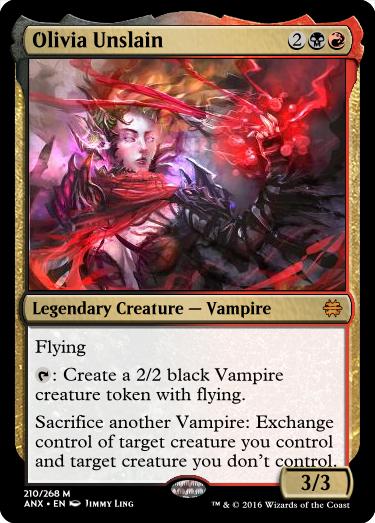 Olivia Unslain 2
Legendary Creature — Vampire
Flying
: Create a 2/2 black Vampire
creature token with flying.
Sacrifice another Vampire: Exchange
control of target creature you control
and target creature you don't control.
3/3
210/268 M
ANX • EN Jimmy Ling
™ & © 2016 Wizards of the Coast